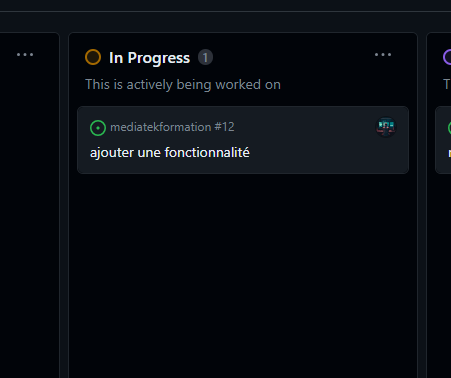 In Progress 1
This is actively being worked on
mediatekformation #12
ajouter une fonctionnalité